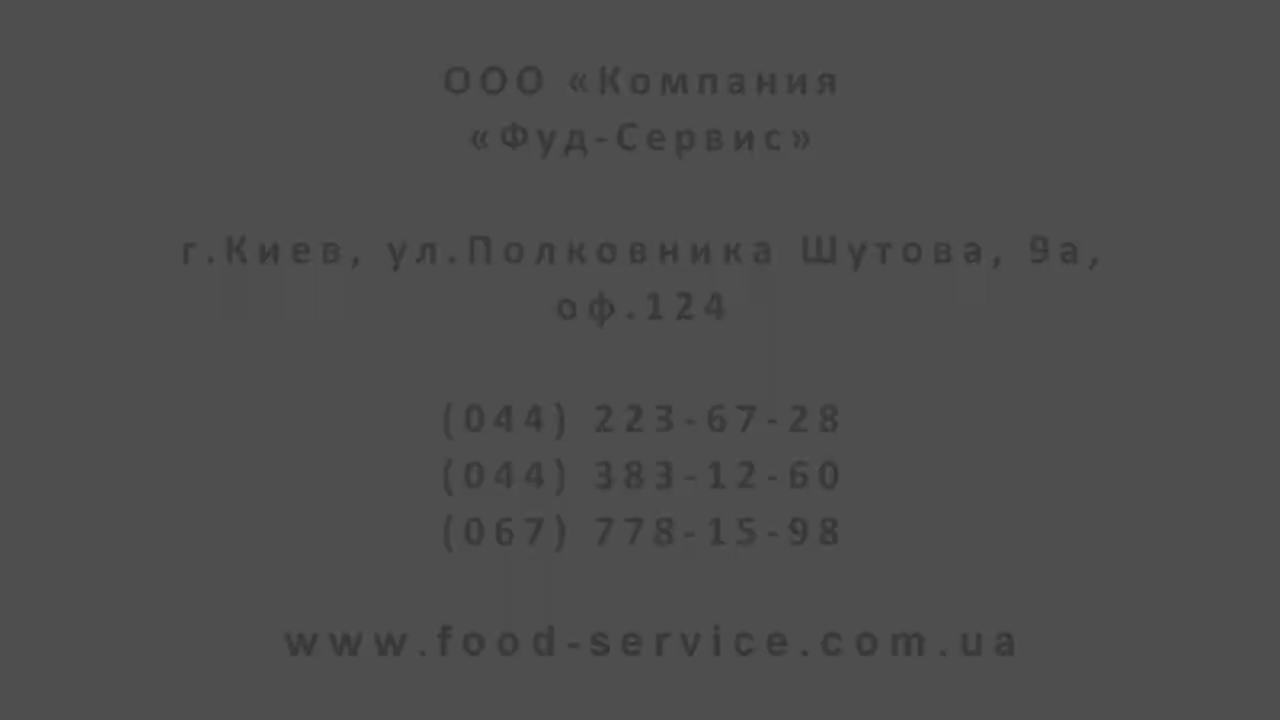 ООО «Компания
«Фуд-Сервис»
г.Киев, ул.Полковника Шутова, 9а,
оф.124
(044) 223-67-28
(044) 383-12-60
(067) 778-15-98
www.food-service.com.ua